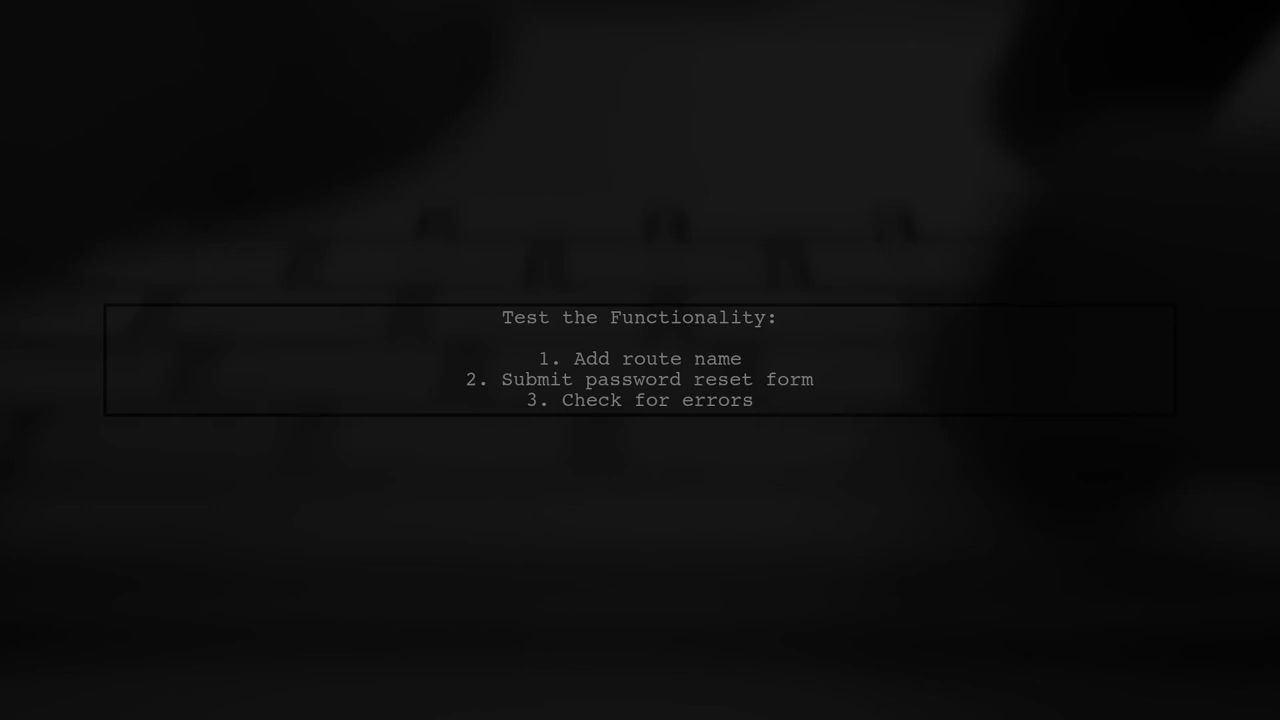 Test the Functionality:
1. Add route name
2. Submit password reset form
3. Check for errors